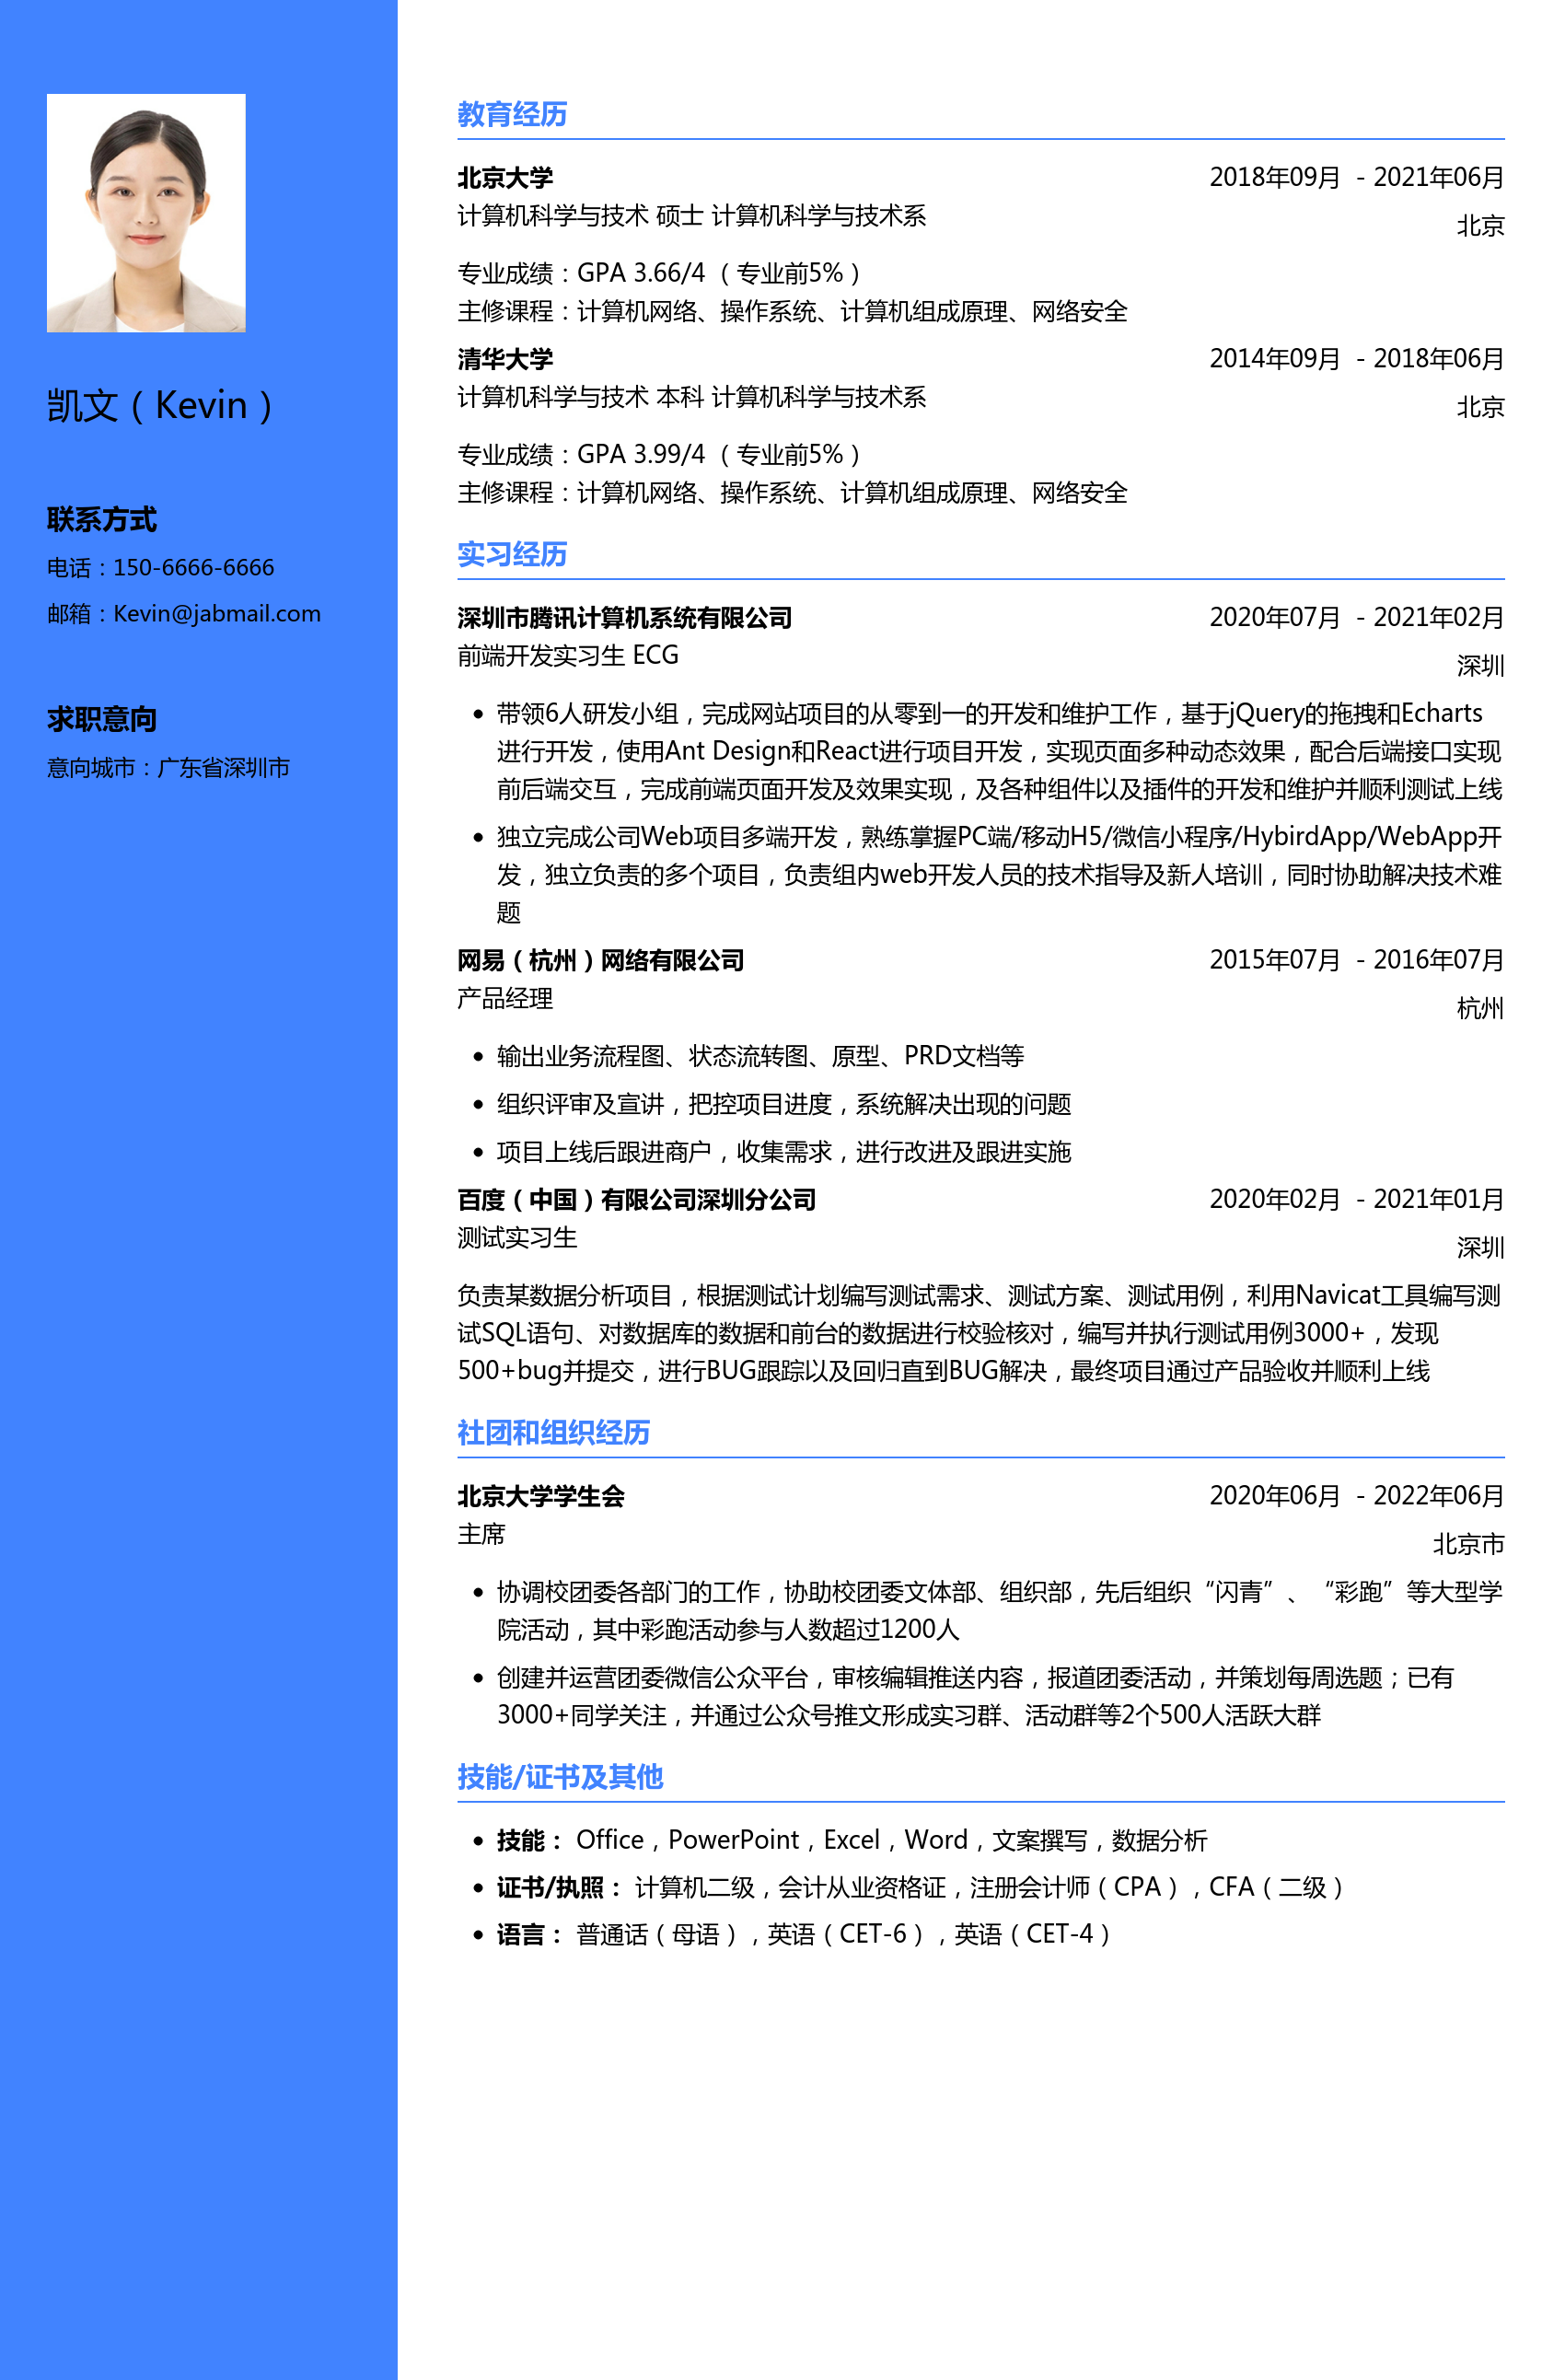 凯文（Kevin）
联系方式
电话：150-6666-6666
邮箱：Kevin@jabmail.com
求职意向
意向城市：广东省深圳市
教育经历
北京大学 2018年09月 - 2021年06月
计算机科学与技术 硕士 计算机科学与技术系 北京
专业成绩：GPA 3.66/4 （专业前5%）
主修课程：计算机网络、操作系统、计算机组成原理、网络安全
清华大学 2014年09月 - 2018年06月
计算机科学与技术 本科 计算机科学与技术系 北京
专业成绩：GPA 3.99/4 （专业前5%）
主修课程：计算机网络、操作系统、计算机组成原理、网络安全
实习经历
深圳市腾讯计算机系统有限公司 2020年07月 - 2021年02月
前端开发实习生 ECG 深圳
• 带领6人研发小组，完成网站项目的从零到一的开发和维护工作，基于jQuery的拖拽和Echarts
进行开发，使用Ant Design和React进行项目开发，实现页面多种动态效果，配合后端接口实现
前后端交互，完成前端页面开发及效果实现，及各种组件以及插件的开发和维护并顺利测试上线
• 独立完成公司Web项目多端开发，熟练掌握PC端/移动H5/微信小程序/HybirdApp/WebApp开
发，独立负责的多个项目，负责组内web开发人员的技术指导及新人培训，同时协助解决技术难
题
网易（杭州）网络有限公司 2015年07月 - 2016年07月
产品经理 杭州
• 输出业务流程图、状态流转图、原型、PRD文档等
• 组织评审及宣讲，把控项目进度，系统解决出现的问题
• 项目上线后跟进商户，收集需求，进行改进及跟进实施
百度（中国）有限公司深圳分公司 2020年02月 - 2021年01月
测试实习生 深圳
负责某数据分析项目，根据测试计划编写测试需求、测试方案、测试用例，利用Navicat工具编写测
试SQL语句、对数据库的数据和前台的数据进行校验核对，编写并执行测试用例3000+，发现
500+bug并提交，进行BUG跟踪以及回归直到BUG解决，最终项目通过产品验收并顺利上线
社团和组织经历
北京大学学生会 2020年06月 - 2022年06月
主席 北京市
• 协调校团委各部门的工作，协助校团委文体部、组织部，先后组织“闪青”、“彩跑”等大型学
院活动，其中彩跑活动参与人数超过1200人
• 创建并运营团委微信公众平台，审核编辑推送内容，报道团委活动，并策划每周选题；已有
3000+同学关注，并通过公众号推文形成实习群、活动群等2个500人活跃大群
技能/证书及其他
• 技能： Office，PowerPoint，Excel，Word，文案撰写，数据分析
• 证书/执照： 计算机二级，会计从业资格证，注册会计师（CPA），CFA（二级）
• 语言： 普通话（母语），英语（CET-6），英语（CET-4）